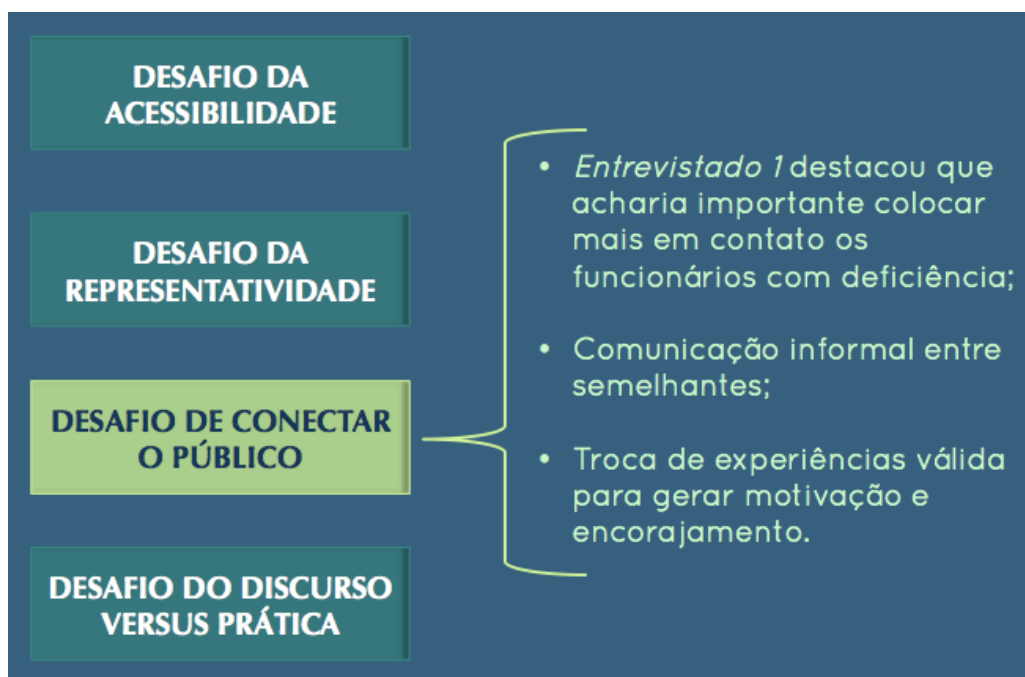 DESAFIO DA
ACESSIBILIDADE
DESAFIO DA
REPRESENTATIVIDADE
DESAFIO DE CONECTAR
O PÚBLICO
DESAFIO DO DISCURSO
VERSUS PRÁTICA
• Entrevistado 1 destacou que
acharia importante colocar
mais em contato os
funcionários com deficiência;
• Comunicação informal entre
semelhantes;
• Troca de experiências válida
para gerar motivação e
encorajamento.